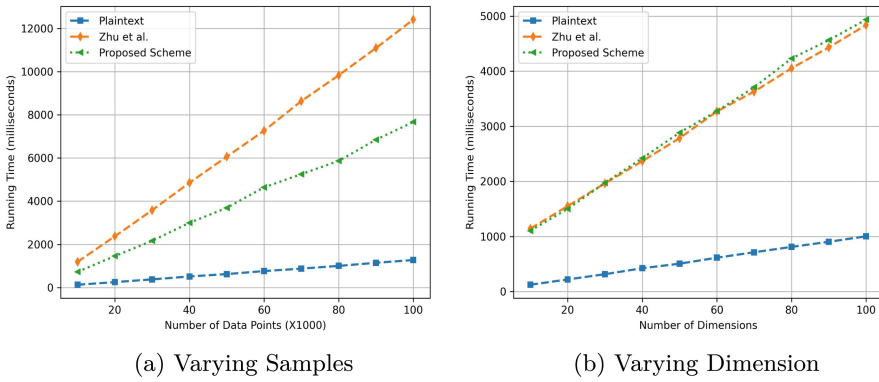 Plaintext
Zhu et al.
Proposed Scheme
Running Time (milliseconds)
12000
10000
8000
6000
4000
2000
0
20
40
60
80
100
Number of Data Points (X1000)
(a) Varying Samples
Plaintext
Zhu et al.
Proposed Scheme
Running Time (milliseconds)
5000
4000
3000
2000
1000
0
20
40
60
80
100
Number of Dimensions
(b) Varying Dimension